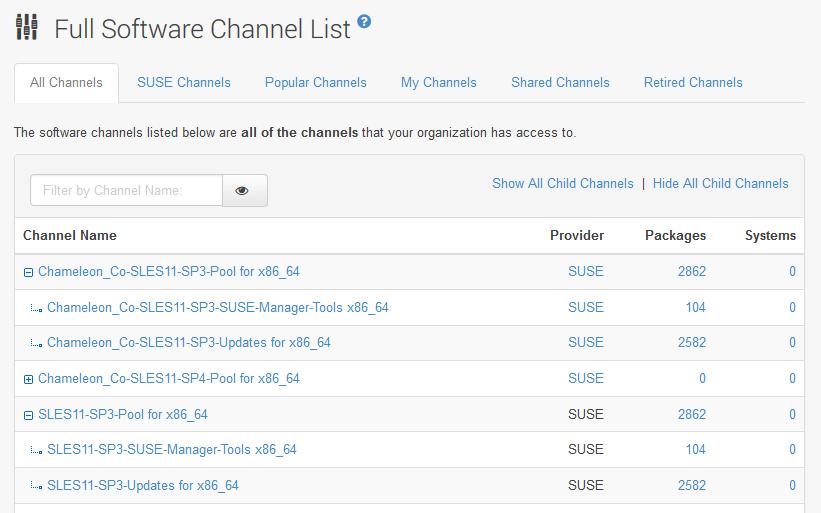 Full Software Channel List ?
All Channels SUSE Channels Popular Channels My Channels Shared Channels Retired Channels
The software channels listed below are all of the channels that your organization has access to.
Filter by Channel Name: Show All Child Channels | Hide All Child Channels
Channel Name Provider Packages Systems
Chameleon_Co-SLES11-SP3-Pool for x86_64 SUSE 2862 0
Chameleon_Co-SLES11-SP3-SUSE-Manager-Tools x86_64 SUSE 104 0
Chameleon_Co-SLES11-SP3-Updates for x86_64 SUSE 2582 0
Chameleon_Co-SLES11-SP4-Pool for x86_64 SUSE 0 0
SLES11-SP3-Pool for x86_64 SUSE 2862 0
SLES11-SP3-SUSE-Manager-Tools x86_64 SUSE 104 0
SLES11-SP3-Updates for x86_64 SUSE 2582 0